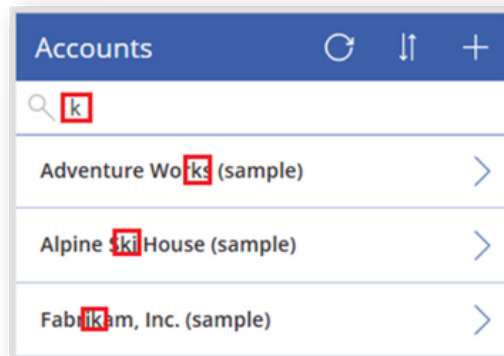 Accounts
k
Adventure Works (sample)
Alpine Ski House (sample)
Fabrikam, Inc. (sample)